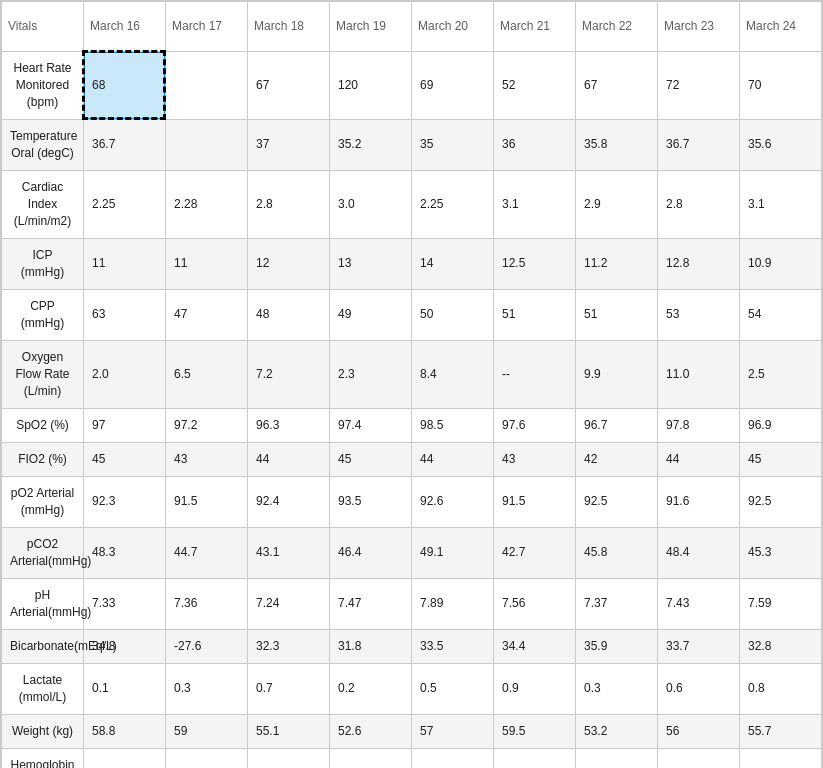 Vitals March 16 March 17 March 18 March 19 March 20 March 21 March 22 March 23 March 24
Heart Rate
Monitored
(bpm)
68 67 120 69 52 67 72 70
Temperature
Oral (degC)
36.7 37 35.2 35 36 35.8 36.7 35.6
Cardiac
Index
(L/min/m2)
2.25 2.28 2.8 3.0 2.25 3.1 2.9 2.8 3.1
ICP
(mmHg)
11 11 12 13 14 12.5 11.2 12.8 10.9
CPP
(mmHg)
63 47 48 49 50 51 51 53 54
Oxygen
Flow Rate
(L/min)
2.0 6.5 7.2 2.3 8.4 -- 9.9 11.0 2.5
SpO2 (%) 97 97.2 96.3 97.4 98.5 97.6 96.7 97.8 96.9
FIO2 (%) 45 43 44 45 44 43 42 44 45
pO2 Arterial
(mmHg)
92.3 91.5 92.4 93.5 92.6 91.5 92.5 91.6 92.5
pCO2
Arterial(mmHg)
48.3 44.7 43.1 46.4 49.1 42.7 45.8 48.4 45.3
pH
Arterial(mmHg)
7.33 7.36 7.24 7.47 7.89 7.56 7.37 7.43 7.59
Bicarbonate(mEq/L) -27.6 32.3 31.8 33.5 34.4 35.9 33.7 32.8
Lactate
(mmol/L)
0.1 0.3 0.7 0.2 0.5 0.9 0.3 0.6 0.8
Weight (kg) 58.8 59 55.1 52.6 57 59.5 53.2 56 55.7
Hemoglobin